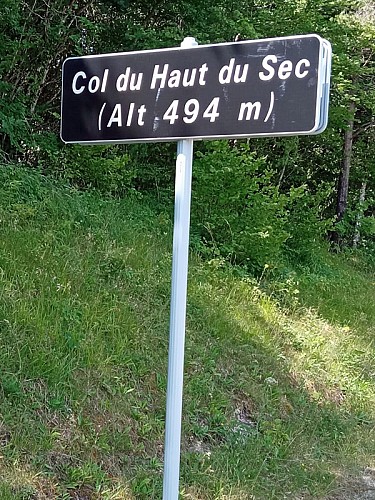 Col du Haut du Sec
(Alt 494 m)